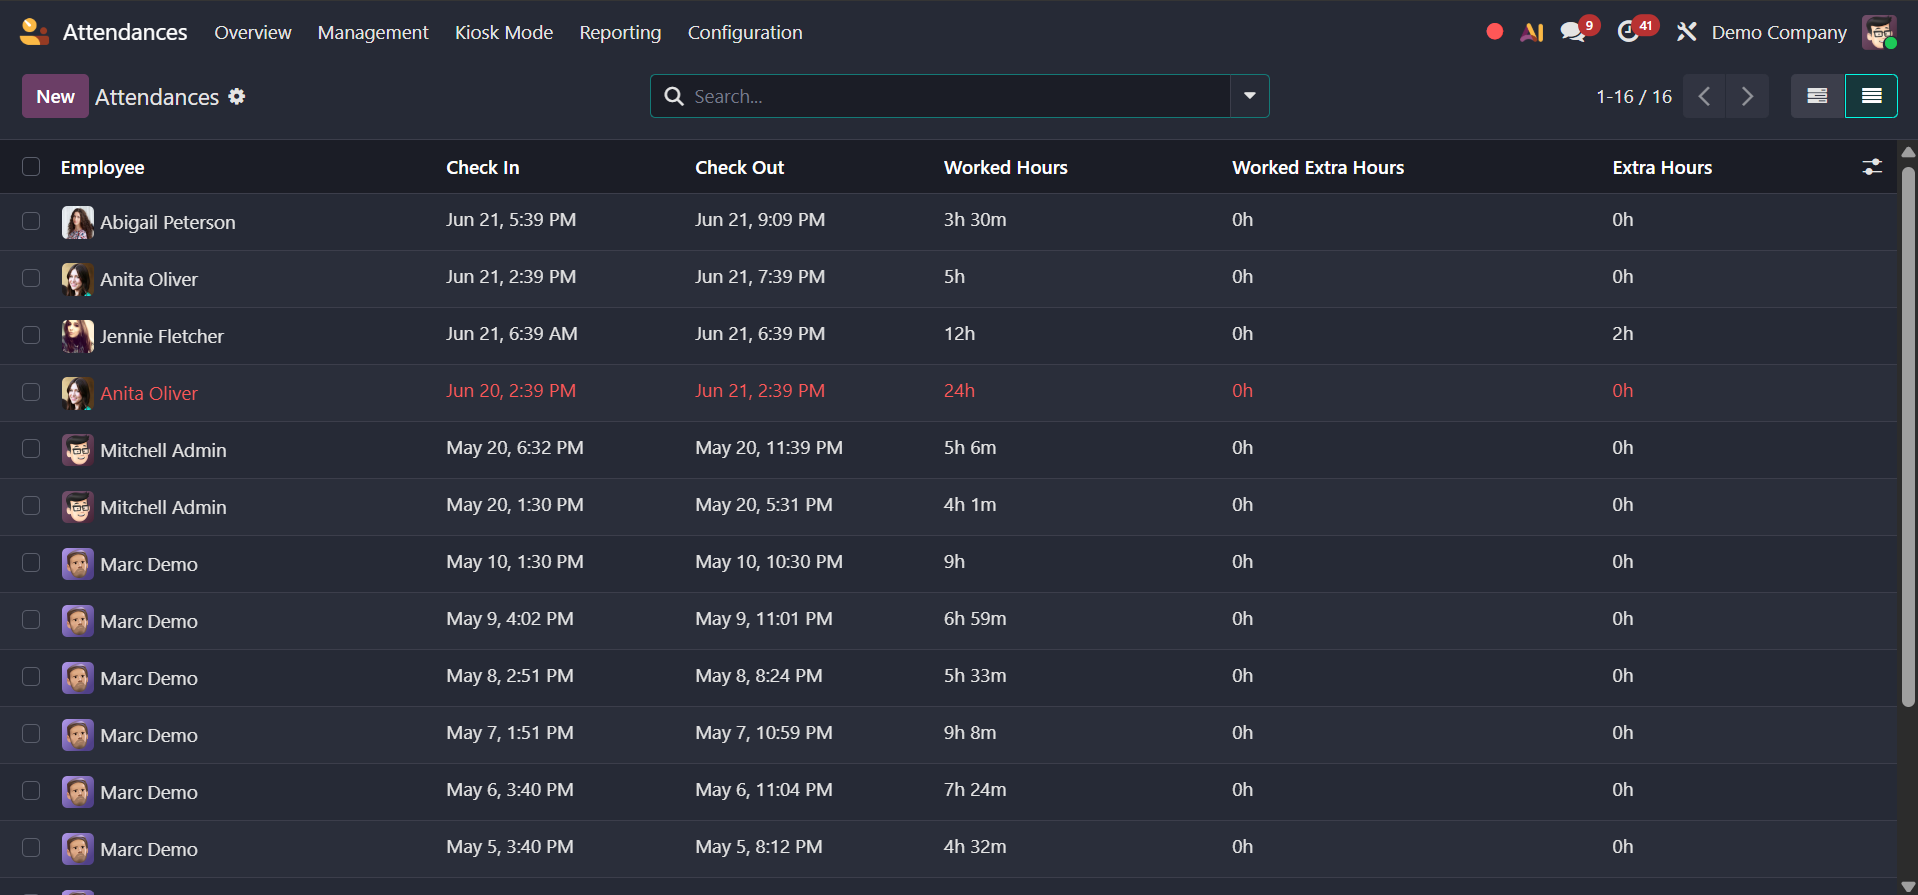 Attendances Overview Management Kiosk Mode Reporting Configuration AI 9 41 Demo Company
New Attendances Search... 1-16 / 16
Employee Check In Check Out Worked Hours Worked Extra Hours Extra Hours
Abigail Peterson Jun 21, 5:39 PM Jun 21, 9:09 PM 3h 30m 0h 0h
Anita Oliver Jun 21, 2:39 PM Jun 21, 7:39 PM 5h 0h 0h
Jennie Fletcher Jun 21, 6:39 AM Jun 21, 6:39 PM 12h 0h 2h
Anita Oliver Jun 20, 2:39 PM Jun 21, 2:39 PM 24h 0h 0h
Mitchell Admin May 20, 6:32 PM May 20, 11:39 PM 5h 6m 0h 0h
Mitchell Admin May 20, 1:30 PM May 20, 5:31 PM 4h 1m 0h 0h
Marc Demo May 10, 1:30 PM May 10, 10:30 PM 9h 0h 0h
Marc Demo May 9, 4:02 PM May 9, 11:01 PM 6h 59m 0h 0h
Marc Demo May 8, 2:51 PM May 8, 8:24 PM 5h 33m 0h 0h
Marc Demo May 7, 1:51 PM May 7, 10:59 PM 9h 8m 0h 0h
Marc Demo May 6, 3:40 PM May 6, 11:04 PM 7h 24m 0h 0h
Marc Demo May 5, 3:40 PM May 5, 8:12 PM 4h 32m 0h 0h